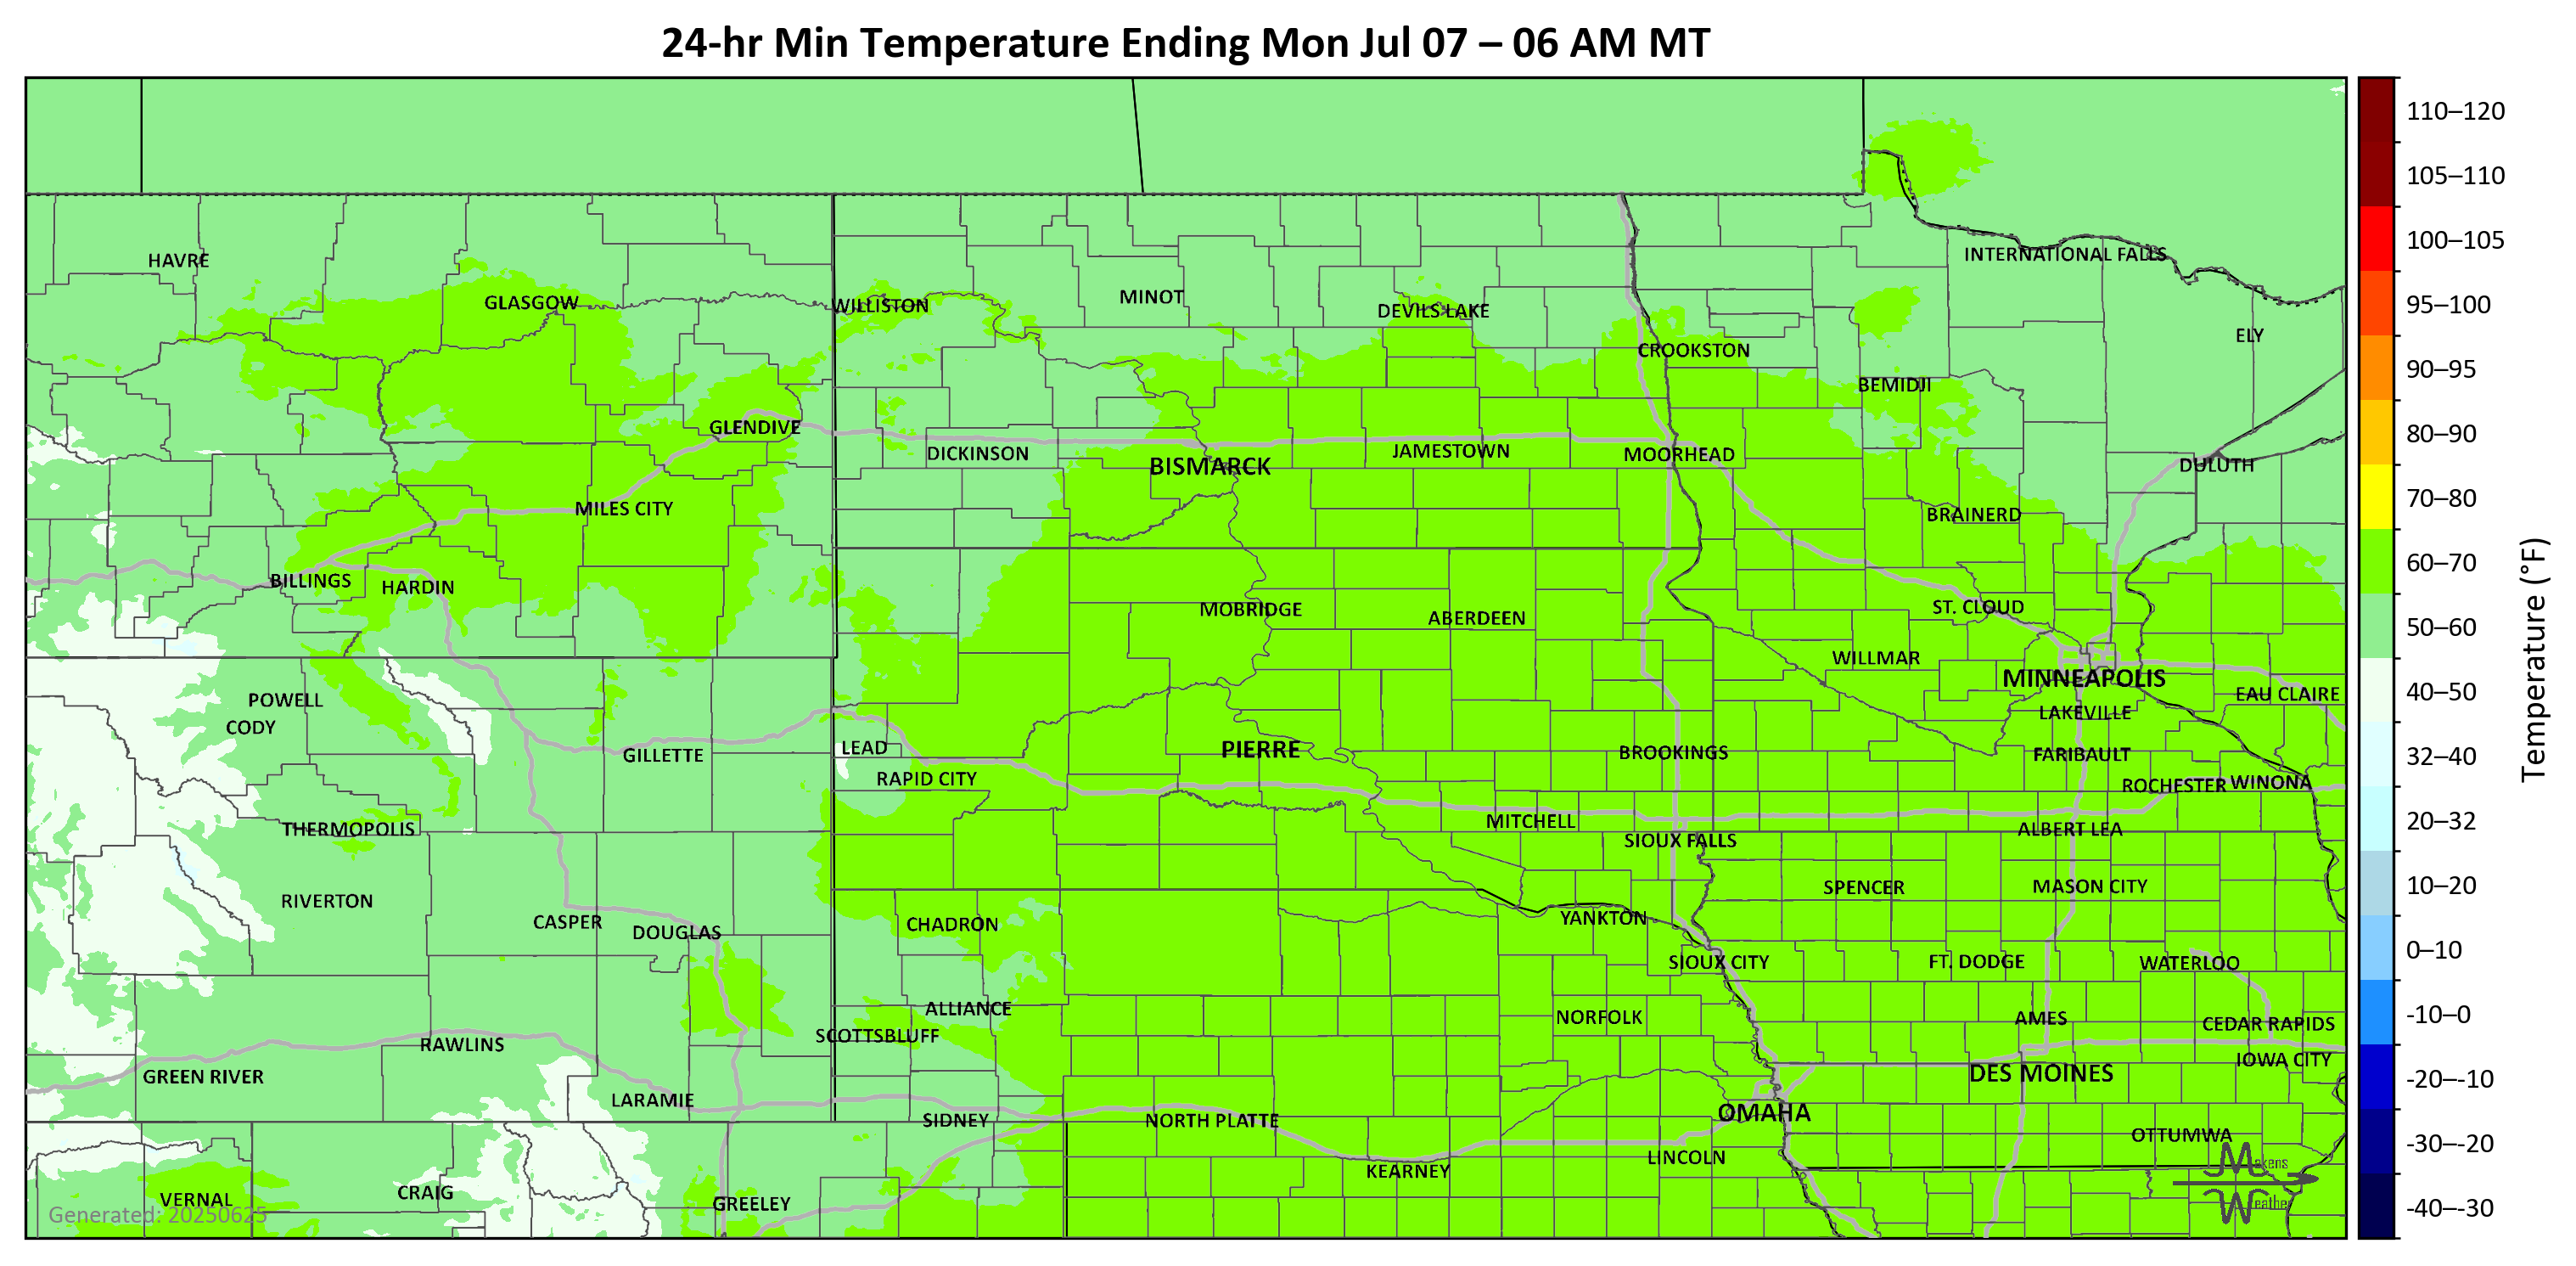 24-hr Min Temperature Ending Mon Jul 07 – 06 AM MT
110–120
105–110
100–105
95–100
90–95
80–90
70–80
60–70
50–60
40–50
32–40
20–32
10–20
0–10
-10–0
-20–-10
-30–-20
-40–-30
Temperature (°F)
HAVRE
INTERNATIONAL FALLS
GLASGOW
WILLISTON
MINOT
DEVILS LAKE
ELY
CROOKSTON
BEMIDJI
GLENDIVE
DICKINSON
BISMARCK
JAMESTOWN
MOORHEAD
DULUTH
MILES CITY
BRAINERD
BILLINGS
HARDIN
MOBRIDGE
ABERDEEN
ST. CLOUD
WILLMAR
MINNEAPOLIS
POWELL
EAU CLAIRE
CODY
LAKEVILLE
GILLETTE
LEAD
PIERRE
BROOKINGS
FARIBAULT
RAPID CITY
ROCHESTER
WINONA
THERMOPOLIS
MITCHELL
ALBERT LEA
SIOUX FALLS
RIVERTON
SPENCER
MASON CITY
CASPER
DOUGLAS
CHADRON
YANKTON
SIOUX CITY
FT. DODGE
WATERLOO
ALLIANCE
NORFOLK
AMES
CEDAR RAPIDS
SCOTTSBLUFF
RAWLINS
IOWA CITY
GREEN RIVER
DES MOINES
LARAMIE
SIDNEY
NORTH PLATTE
OMAHA
OTTUMWA
LINCOLN
KEARNEY
VERNAL
CRAIG
GREELEY
Generated: 20250625
Makens
Weather